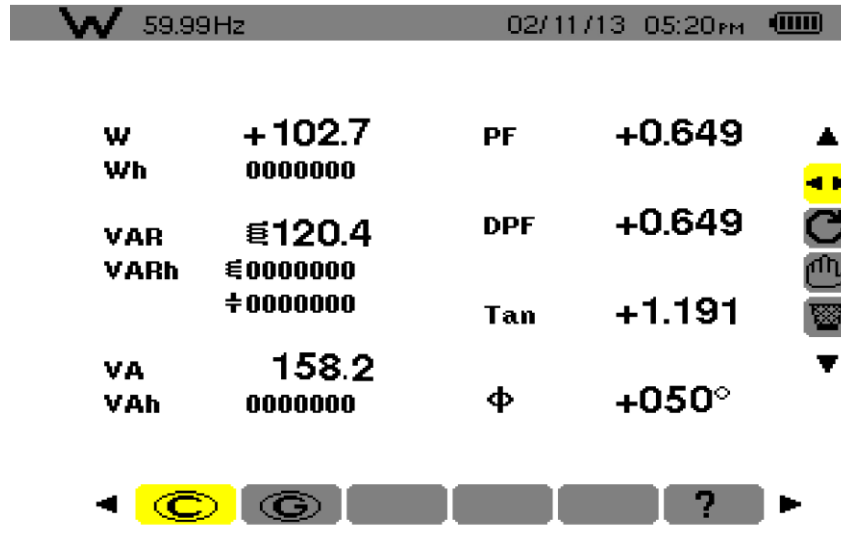 W 59.99Hz 02/11/13 05:20PM
W +102.7 PF +0.649
Wh 0000000
VAR 120.4 DPF +0.649
VARh 0000000
0000000
Tan +1.191
VA 158.2
VAh 0000000 Φ +050°
C G ?